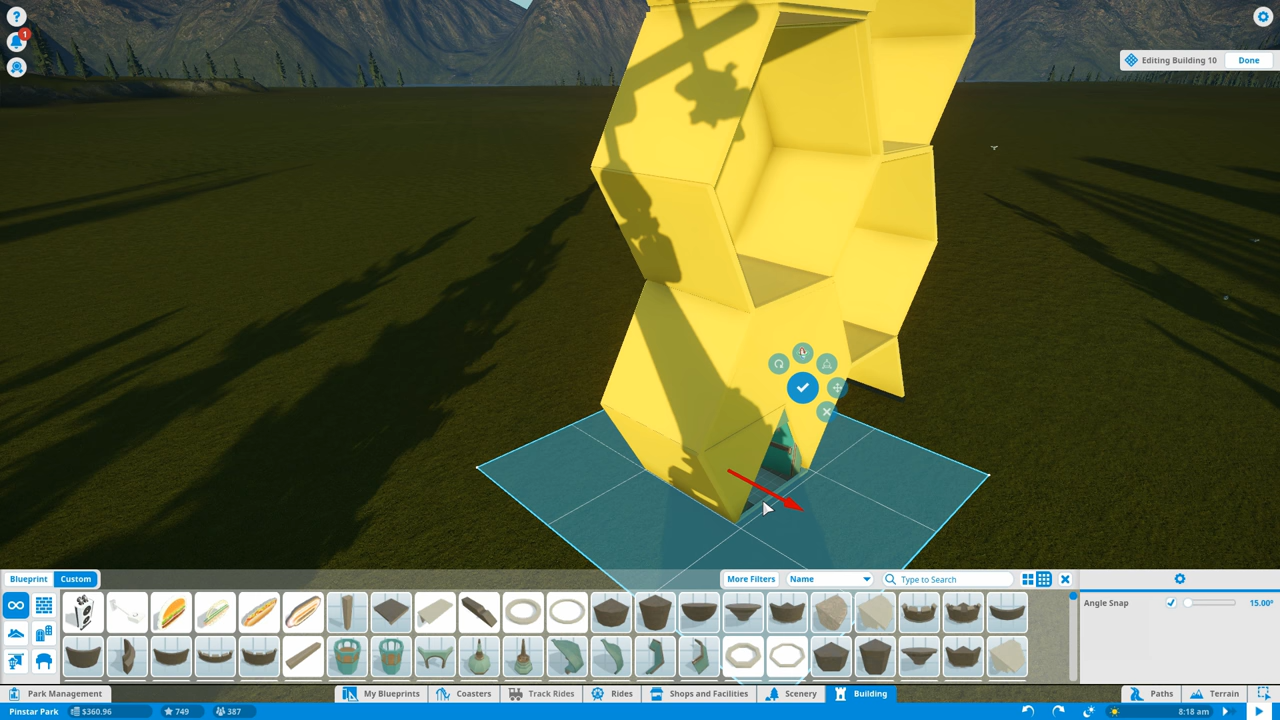 ?
1
Editing Building 10 Done
Blueprint Custom
More Filters Name Type to Search
Angle Snap 15.00°
Park Management My Blueprints Coasters Track Rides Rides Shops and Facilities Scenery Building Paths Terrain
Pinstar Park $360.96 749 387 8:18 am